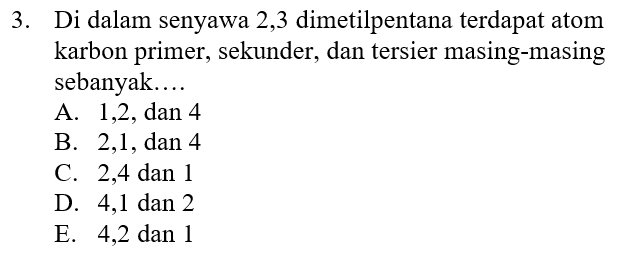 3. Di dalam senyawa 2,3 dimetilpentana terdapat atom
karbon primer, sekunder, dan tersier masing-masing
sebanyak….
A. 1,2, dan 4
B. 2,1, dan 4
C. 2,4 dan 1
D. 4,1 dan 2
E. 4,2 dan 1